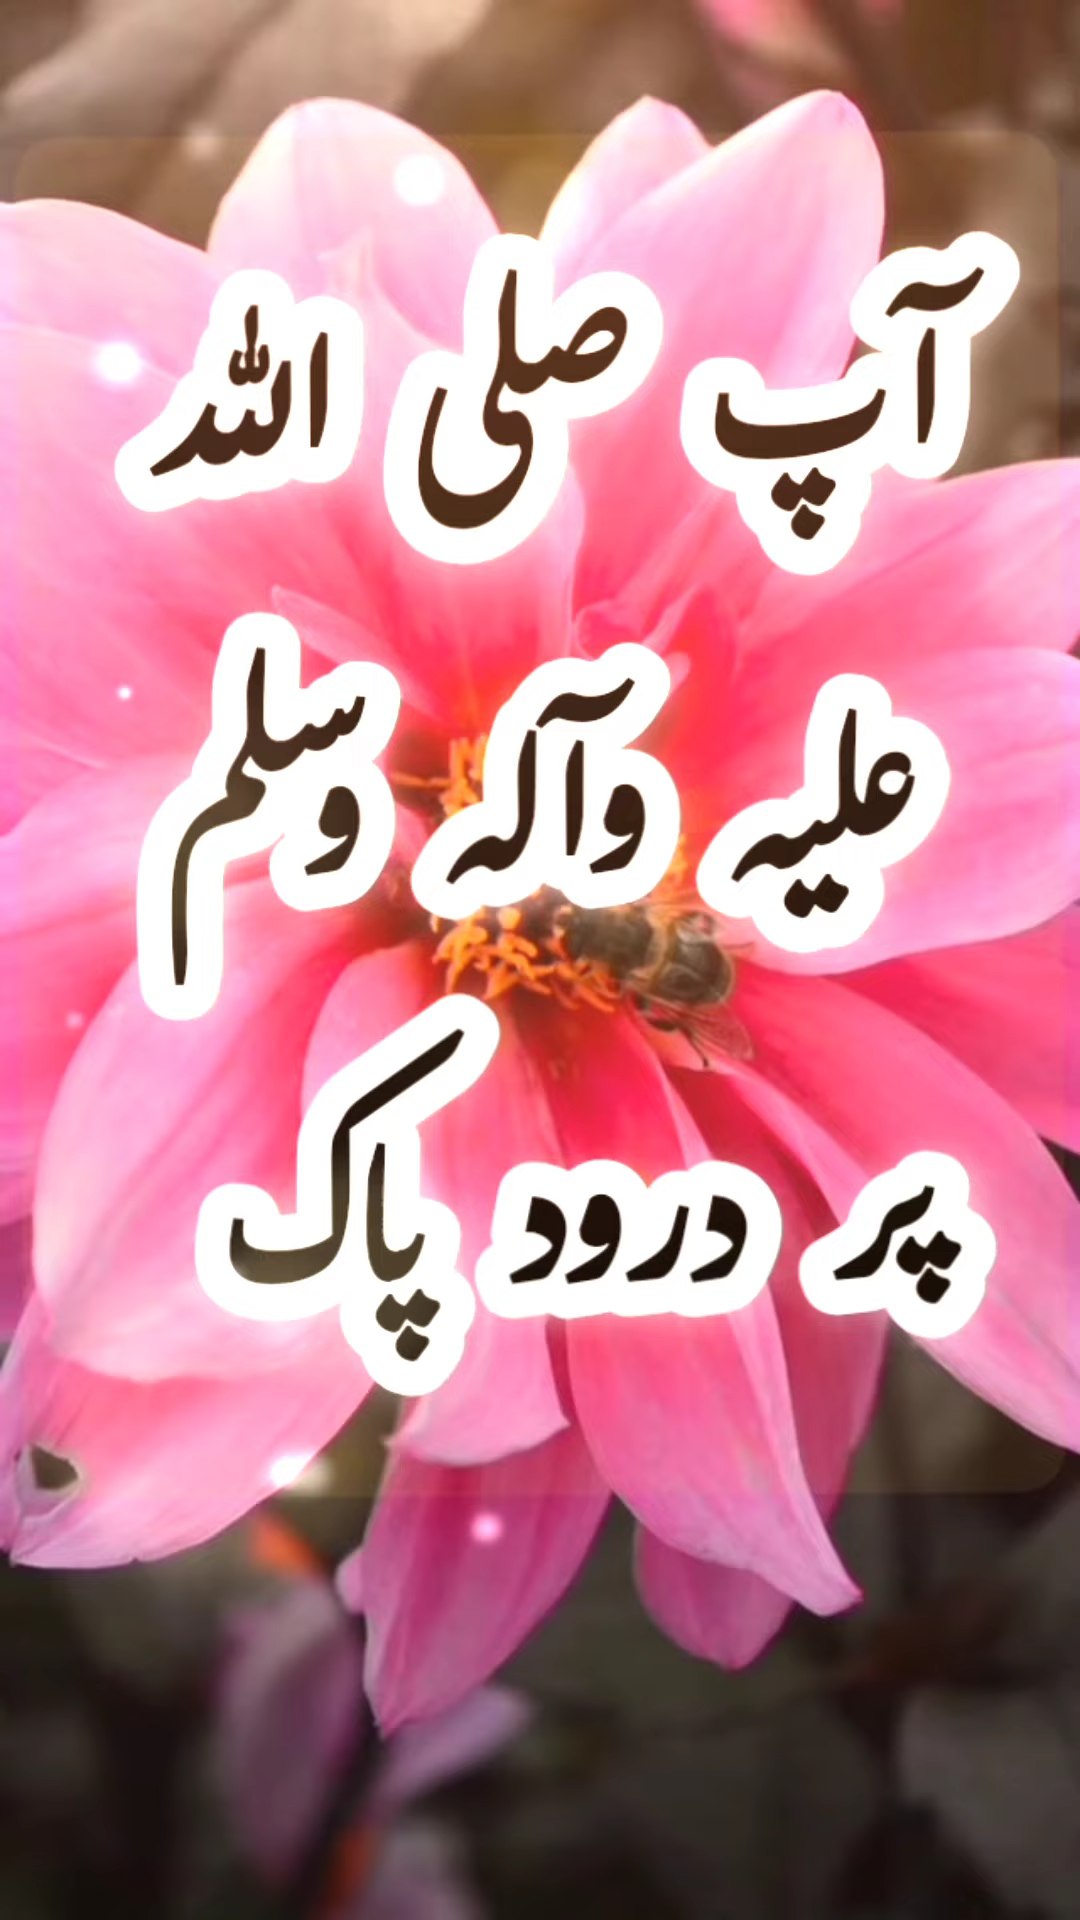 آپ صلی اللہ
علیہ وآلہ وسلم
پر درود پاک